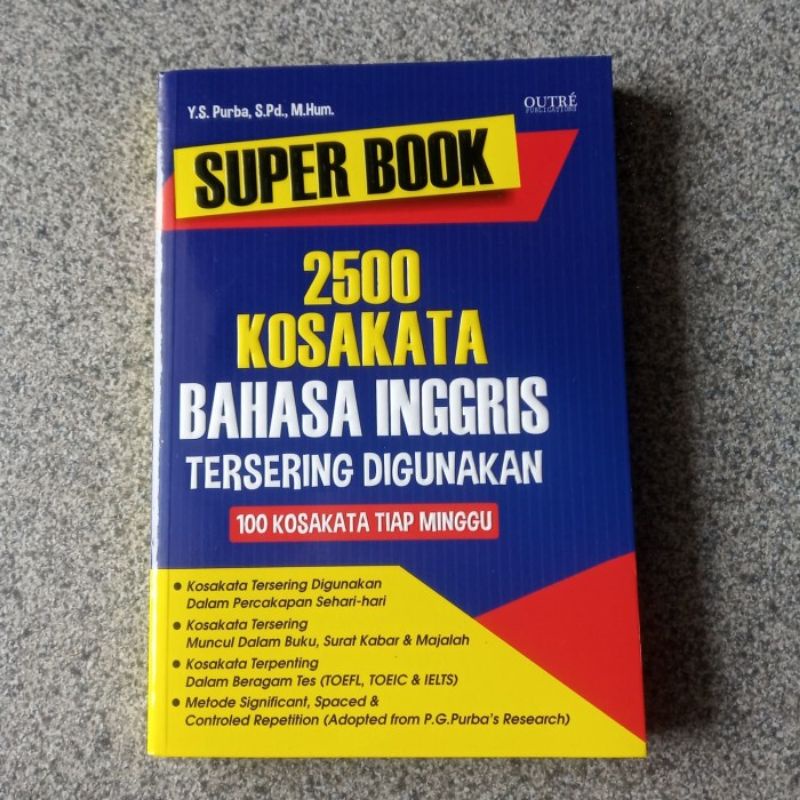 Y.S. Purba, S.Pd., M.Hum.
OUTRÉ
PUBLICATIONS
SUPER BOOK
2500
KOSAKATA
BAHASA INGGRIS
TERSERING DIGUNAKAN
100 KOSAKATA TIAP MINGGU
• Kosakata Tersering Digunakan
Dalam Percakapan Sehari-hari
• Kosakata Tersering
Muncul Dalam Buku, Surat Kabar & Majalah
• Kosakata Terpenting
Dalam Beragam Tes (TOEFL, TOEIC & IELTS)
• Metode Significant, Spaced &
Controled Repetition (Adopted from P.G.Purba's Research)